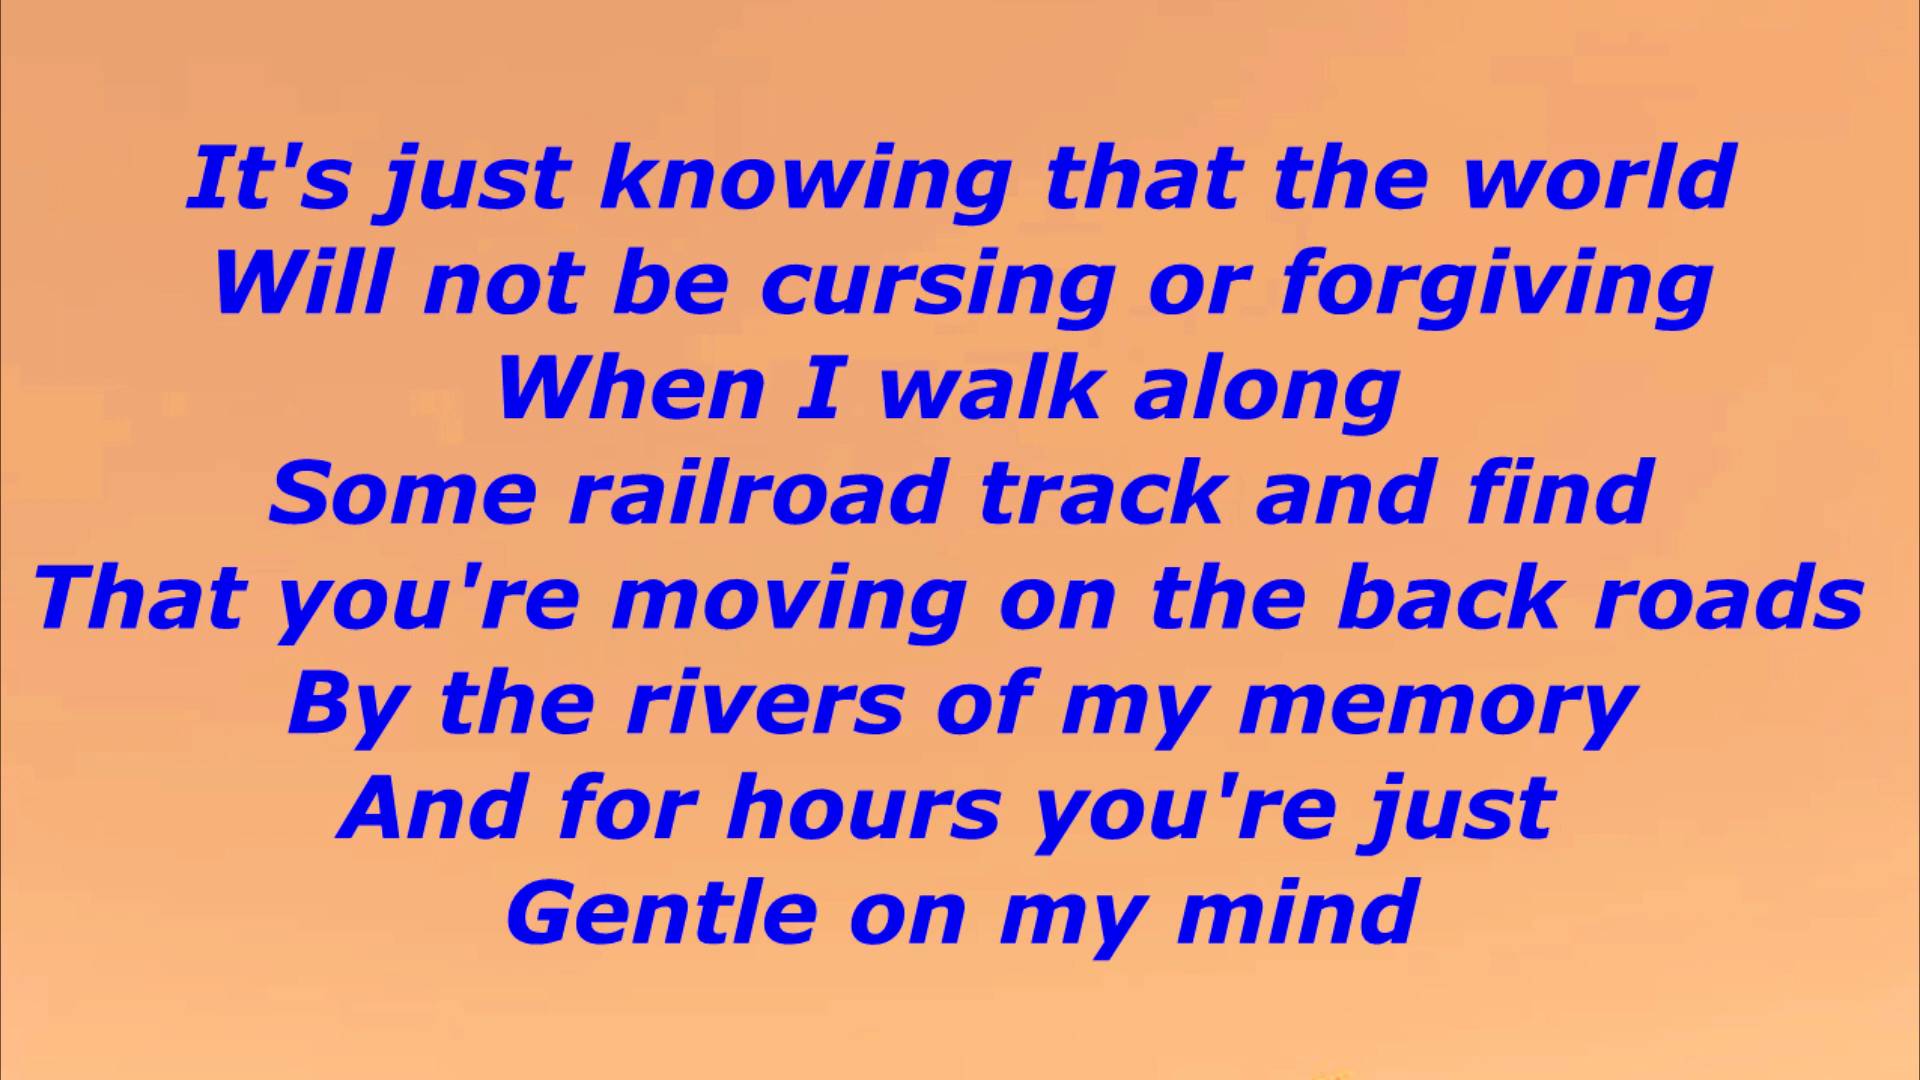 It's just knowing that the world
Will not be cursing or forgiving
When I walk along
Some railroad track and find
That you're moving on the back roads
By the rivers of my memory
And for hours you're just
Gentle on my mind